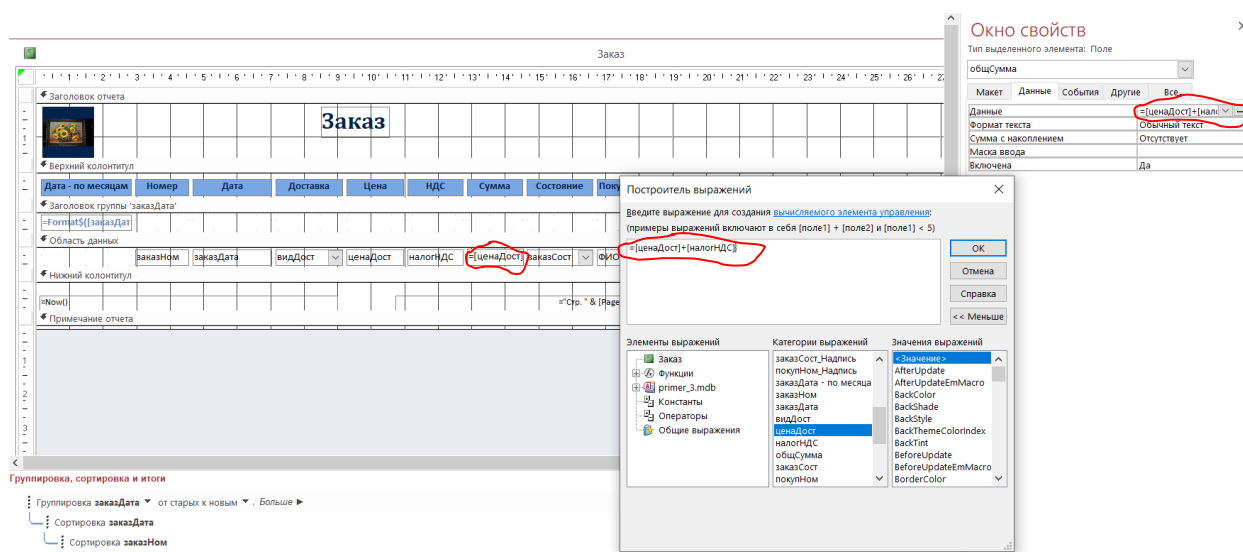 Заказ
Заголовок отчета
Заказ
Верхний колонтитул
Дата - по месяцам Номер Дата Доставка Цена НДС Сумма Состояние Поку
Заголовок группы 'заказДата'
=Format$([заказДат
Область данных
заказНом заказДата видДост ценаДост налогНДС =[ценаДост] заказСост ФИО
Нижний колонтитул
=Now() ="Стр. " & [Page
Примечание отчета
Группировка, сортировка и итоги
Группировка заказДата от старых к новым , Больше
Сортировка заказДата
Сортировка заказНом
Окно свойств
Тип выделенного элемента: Поле
общСумма
Макет Данные События Другие Все
Данные =[ценаДост]+[нало
Формат текста Обычный текст
Сумма с накоплением Отсутствует
Маска ввода
Включена Да
Построитель выражений
Введите выражение для создания вычисляемого элемента управления:
(примеры выражений включают в себя [поле1] + [поле2] и [поле1] < 5)
=[ценаДост]+[налогНДС]
ОК
Отмена
Справка
<< Меньше
Элементы выражений
Заказ
Функции
primer_3.mdb
Константы
Операторы
Общие выражения
Категории выражений
заказСост_Надпись
покупНом_Надпись
заказДата - по месяца
заказНом
заказДата
видДост
ценаДост
налогНДС
общСумма
заказСост
покупНом
Значения выражений
<Значение>
AfterUpdate
AfterUpdateEmMacro
BackColor
BackShade
BackStyle
BackThemeColorIndex
BackTint
BeforeUpdate
BeforeUpdateEmMacro
BorderColor